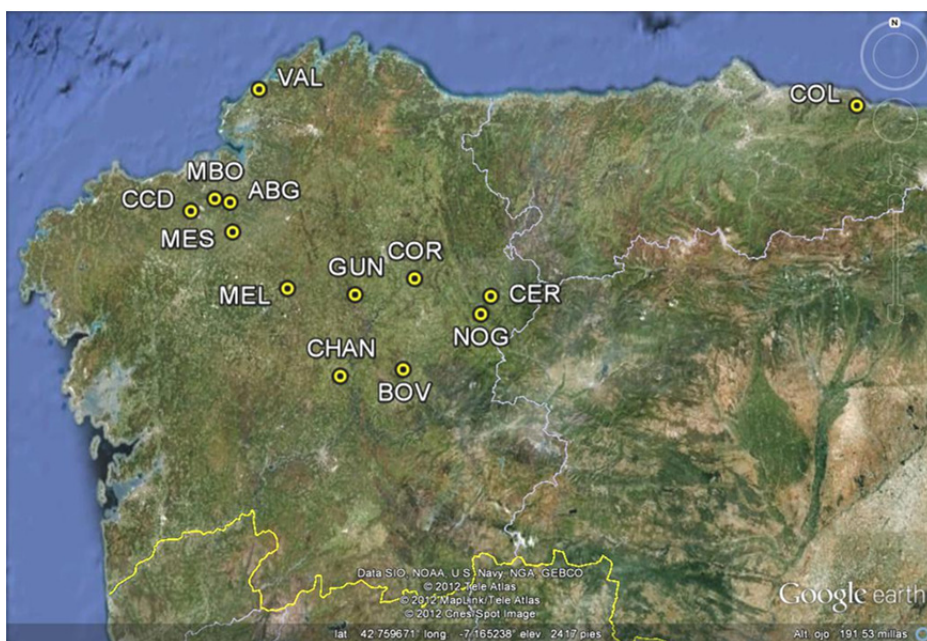 N
VAL
COL
MBO
ABG
CCD
MES
COR
GUN
MEL
CER
NOG
CHAN
BOV
Data SIO, NOAA, U.S. Navy, NGA, GEBCO
© 2012 Tele Atlas
© 2012 MapLink/Tele Atlas
© 2012 Cnes/Spot Image
Google earth
lat 42.759671° long -7.165238° elev 2417 pies
Alt. ojo 191.53 millas